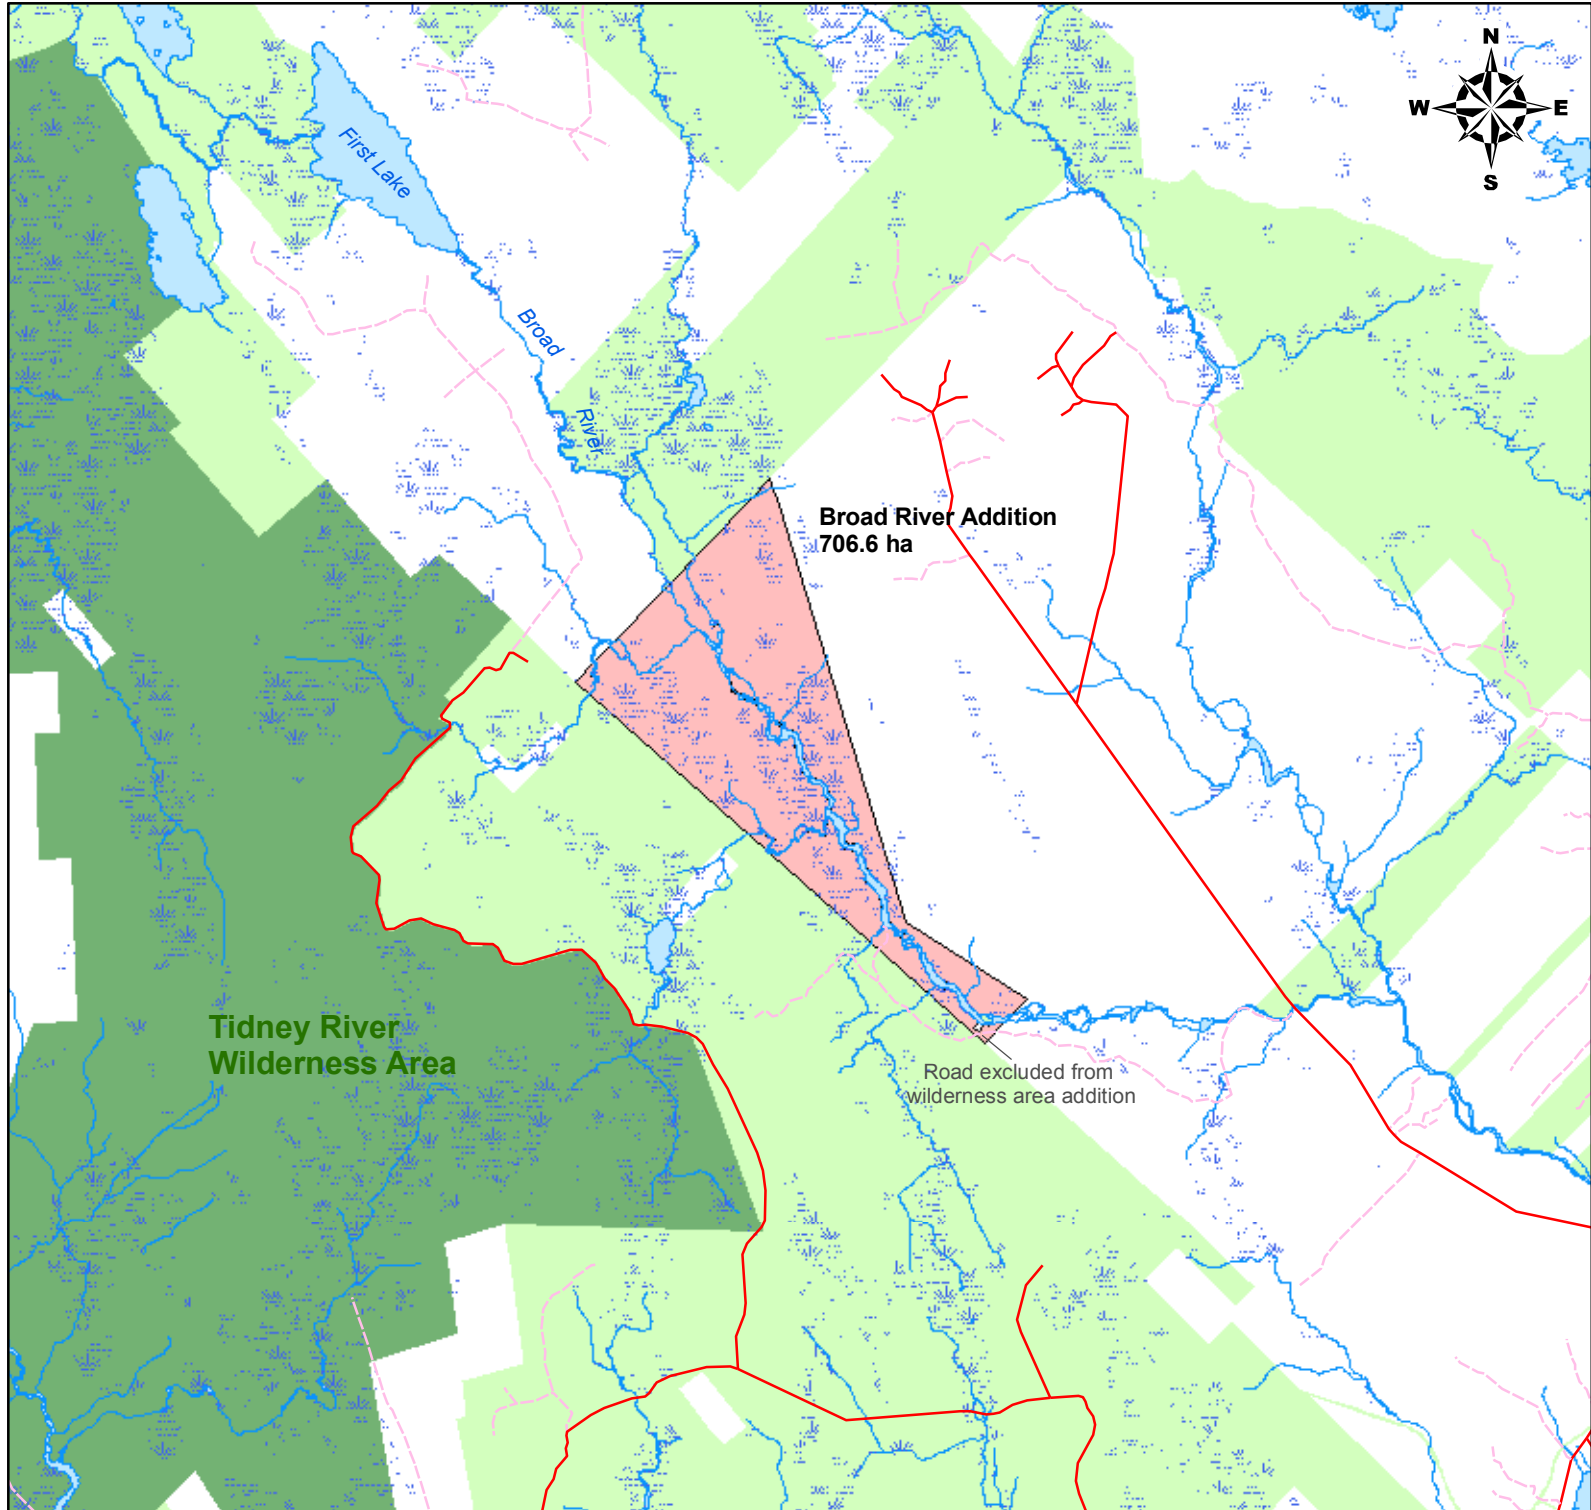 N
W E
S
First Lake
Broad
River
Broad River Addition
706.6 ha
Tidney River
Wilderness Area
Road excluded from
wilderness area addition